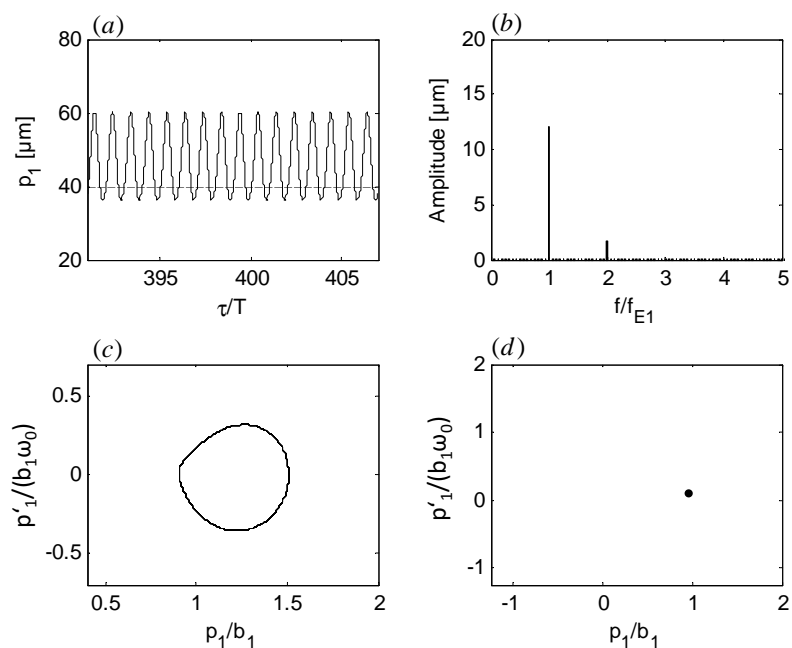 (a)
80
60
40
20
p₁ [µm]
395
400
405
τ/T
(b)
20
15
10
5
0
Amplitude [µm]
0
1
2
3
4
5
f/f_E1
(c)
0.5
0
-0.5
p‘₁/(b₁ω₀)
0.5
1
1.5
2
p₁/b₁
(d)
2
1
0
-1
p‘₁/(b₁ω₀)
-1
0
1
2
p₁/b₁